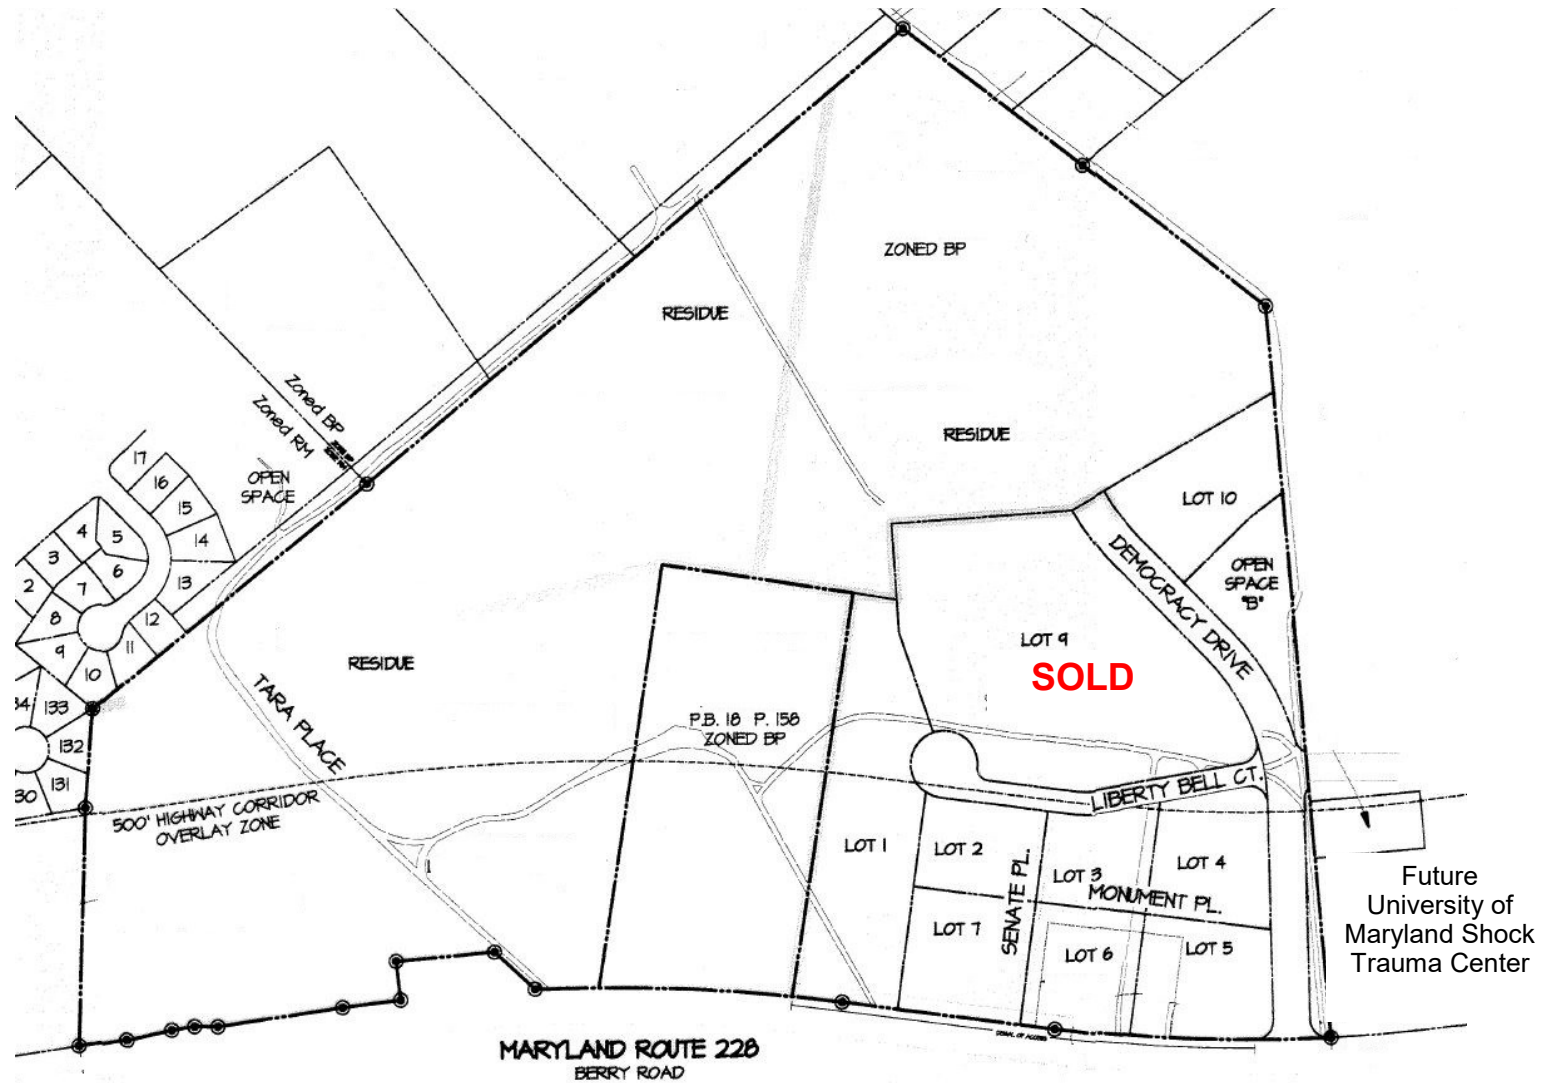 ZONED BP
RESIDUE
Zoned BP
Zoned RM
RESIDUE
OPEN
SPACE
17
16
15
14
13
12
11
10
9
8
7
6
5
4
3
2
LOT 10
DEMOCRACY DRIVE
OPEN
SPACE
"B"
LOT 9
SOLD
RESIDUE
TARA PLACE
P.B. 18 P. 158
ZONED BP
34
133
132
131
30
500' HIGHWAY CORRIDOR
OVERLAY ZONE
LIBERTY BELL CT.
LOT 1
LOT 2
SENATE PL.
LOT 3
LOT 4
MONUMENT PL.
LOT 7
LOT 6
LOT 5
Future
University of
Maryland Shock
Trauma Center
DENIAL OF ACCESS
MARYLAND ROUTE 228
BERRY ROAD